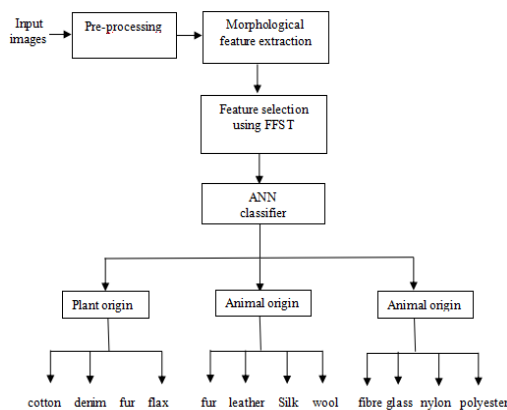 Input
images
Pre-processing
Morphological
feature extraction
Feature selection
using FFST
ANN
classifier
Plant origin
Animal origin
Animal origin
cotton denim fur flax
fur leather Silk wool
fibre glass nylon polyester